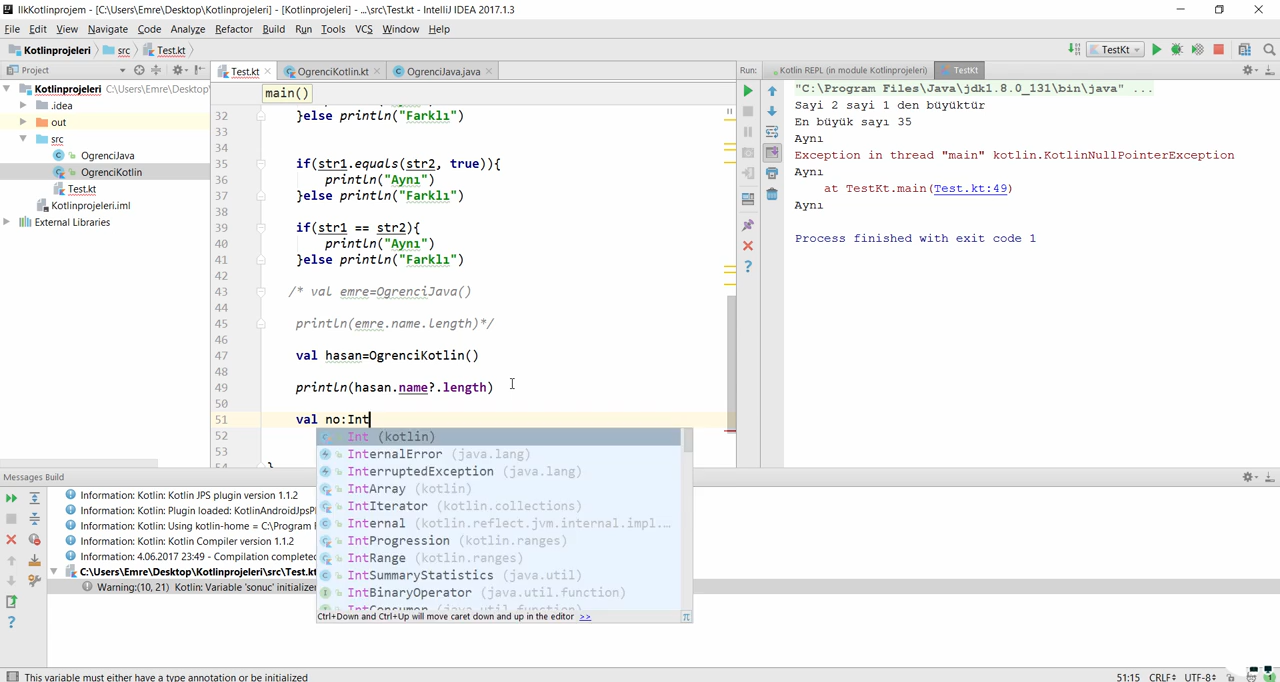 IlkKotlinprojem - [C:\Users\Emre\Desktop\Kotlinprojeleri] - [Kotlinprojeleri] - ...\src\Test.kt - IntelliJ IDEA 2017.1.3
File Edit View Navigate Code Analyze Refactor Build Run Tools VCS Window Help
Kotlinprojeleri src Test.kt TestKt
Project Test.kt OgrenciKotlin.kt OgrenciJava.java Run: Kotlin REPL (in module Kotlinprojeleri) TestKt
Kotlinprojeleri C:\Users\Emre\Desktop\
.idea
out
src
OgrenciJava
OgrenciKotlin
Test.kt
Kotlinprojeleri.iml
External Libraries
main()
32 }else println("Farklı")
33
34
35 if(str1.equals(str2, true)){
36 println("Aynı")
37 }else println("Farklı")
38
39 if(str1 == str2){
40 println("Aynı")
41 }else println("Farklı")
42
43 /* val emre=OgrenciJava()
44
45 println(emre.name.length)*/
46
47 val hasan=OgrenciKotlin()
48
49 println(hasan.name?.length)
50
51 val no:Int
52
53
Int (kotlin)
InternalError (java.lang)
InterruptedException (java.lang)
IntArray (kotlin)
IntIterator (kotlin.collections)
Internal (kotlin.reflect.jvm.internal.impl....
IntProgression (kotlin.ranges)
IntRange (kotlin.ranges)
IntSummaryStatistics (java.util)
IntBinaryOperator (java.util.function)
IntConsumer (java.util.function)
Ctrl+Down and Ctrl+Up will move caret down and up in the editor >>
"C:\Program Files\Java\jdk1.8.0_131\bin\java" ...
Sayi 2 sayi 1 den büyüktür
En büyük sayı 35
Aynı
Exception in thread "main" kotlin.KotlinNullPointerException
Aynı
at TestKt.main(Test.kt:49)
Aynı
Process finished with exit code 1
Messages Build
Information: Kotlin: Kotlin JPS plugin version 1.1.2
Information: Kotlin: Plugin loaded: KotlinAndroidJpsPl
Information: Kotlin: Using kotlin-home = C:\Program
Information: Kotlin: Kotlin Compiler version 1.1.2
Information: 4.06.2017 23:49 - Compilation completed
C:\Users\Emre\Desktop\Kotlinprojeleri\src\Test.kt
Warning:(10, 21) Kotlin: Variable 'sonuc' initializer
This variable must either have a type annotation or be initialized 51:15 CRLF UTF-8